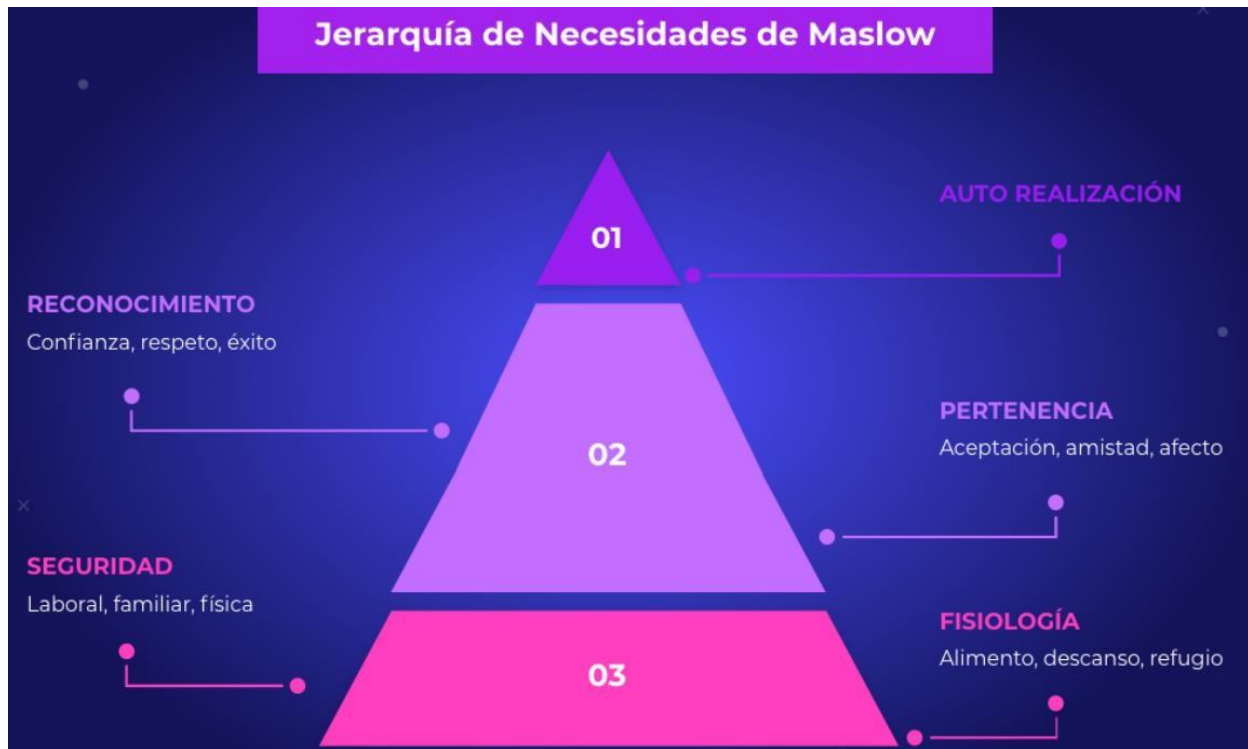 Jerarquía de Necesidades de Maslow
AUTO REALIZACIÓN
01
RECONOCIMIENTO
Confianza, respeto, éxito
PERTENENCIA
Aceptación, amistad, afecto
02
SEGURIDAD
Laboral, familiar, física
FISIOLOGÍA
Alimento, descanso, refugio
03